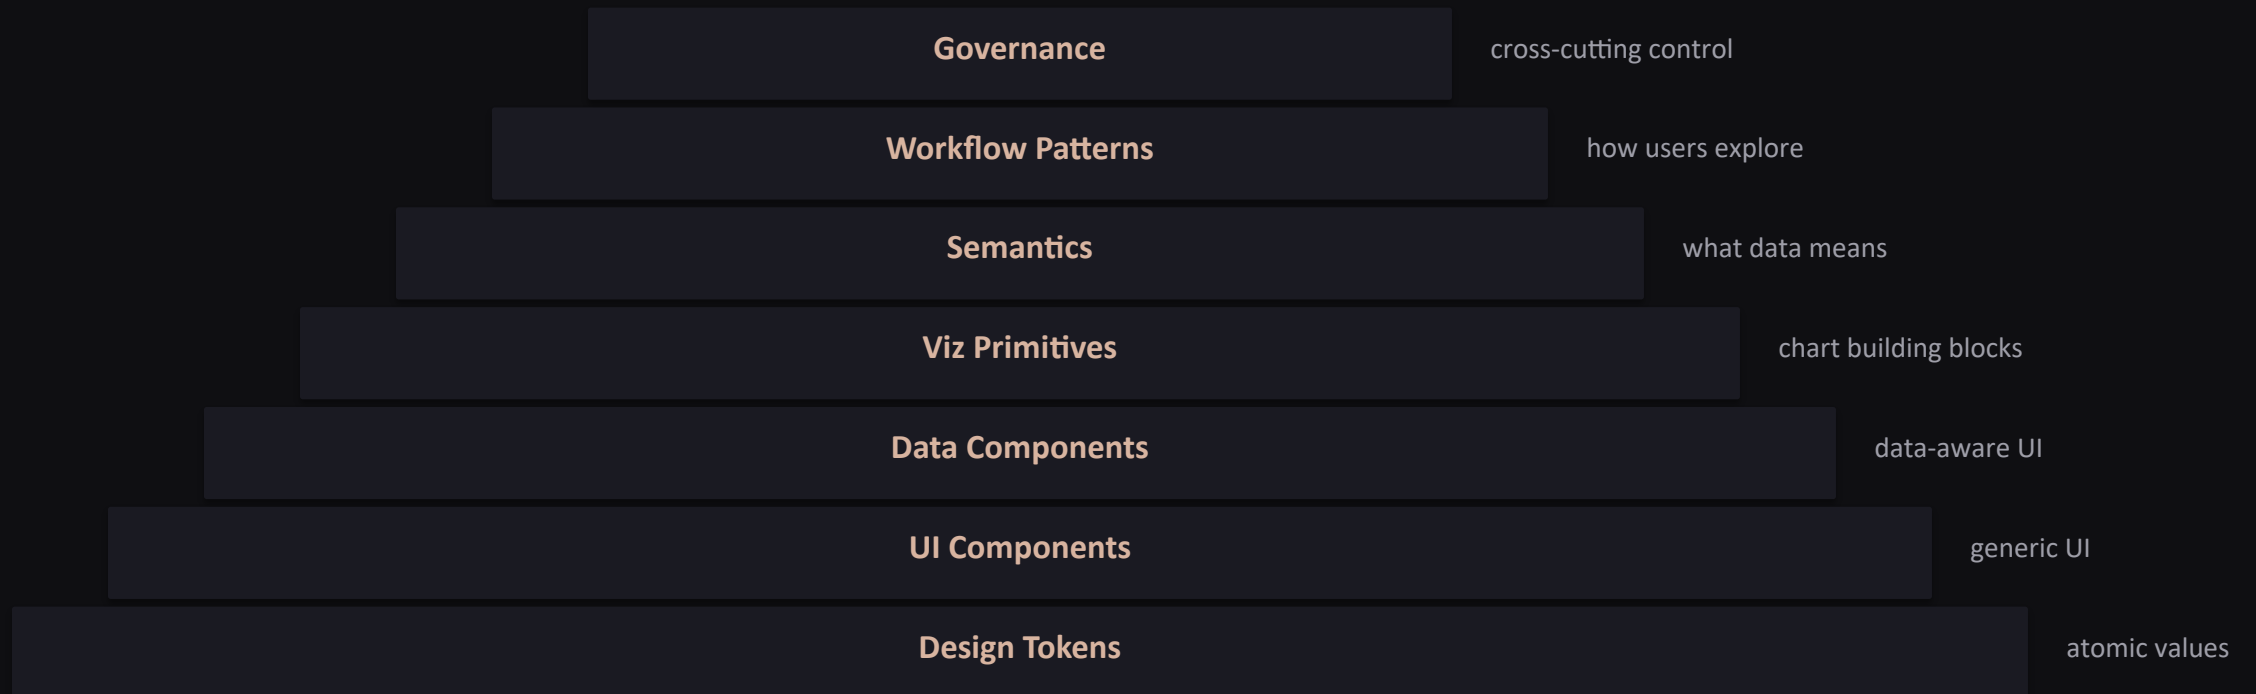 Governance cross-cutting control
Workflow Patterns how users explore
Semantics what data means
Viz Primitives chart building blocks
Data Components data-aware UI
UI Components generic UI
Design Tokens atomic values